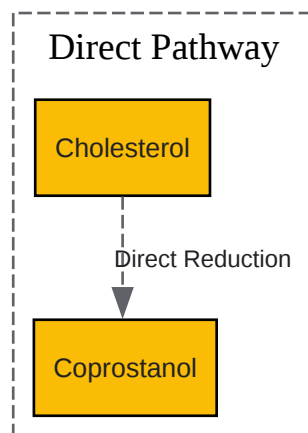 Direct Pathway
Cholesterol
Direct Reduction
Coprostanol